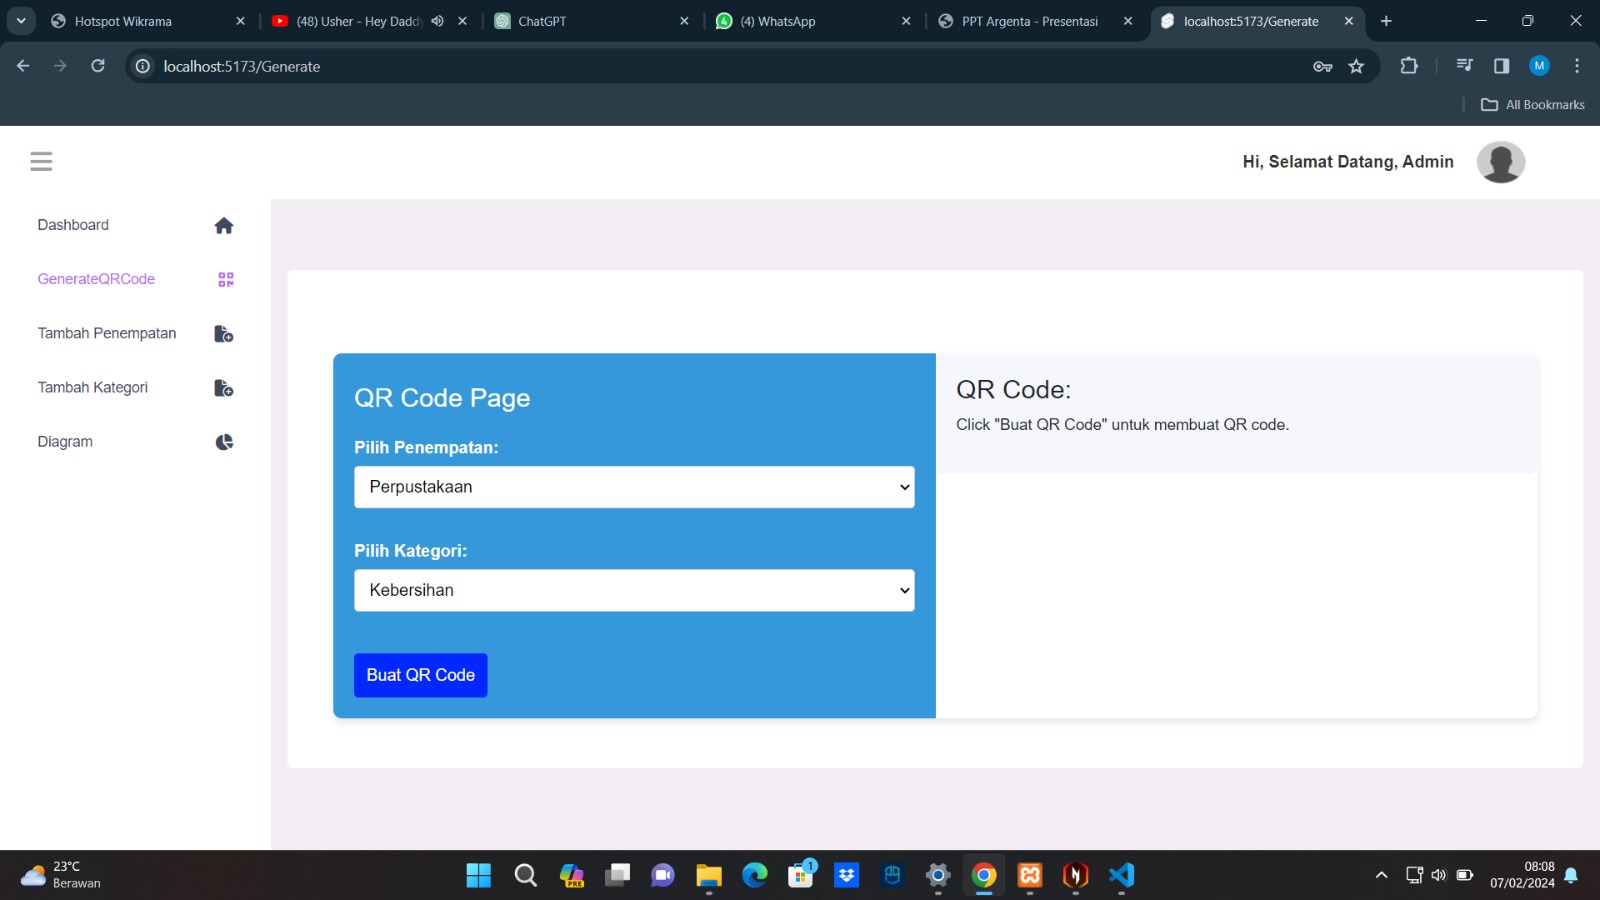 Hotspot Wikrama
(48) Usher - Hey Daddy
ChatGPT
(4) WhatsApp
PPT Argenta - Presentasi
localhost:5173/Generate
localhost:5173/Generate
M
All Bookmarks
Hi, Selamat Datang, Admin
Dashboard
GenerateQRCode
Tambah Penempatan
Tambah Kategori
Diagram
QR Code Page
Pilih Penempatan:
Perpustakaan
Pilih Kategori:
Kebersihan
Buat QR Code
QR Code:
Click "Buat QR Code" untuk membuat QR code.
23°C
Berawan
PRE
1
08:08
07/02/2024